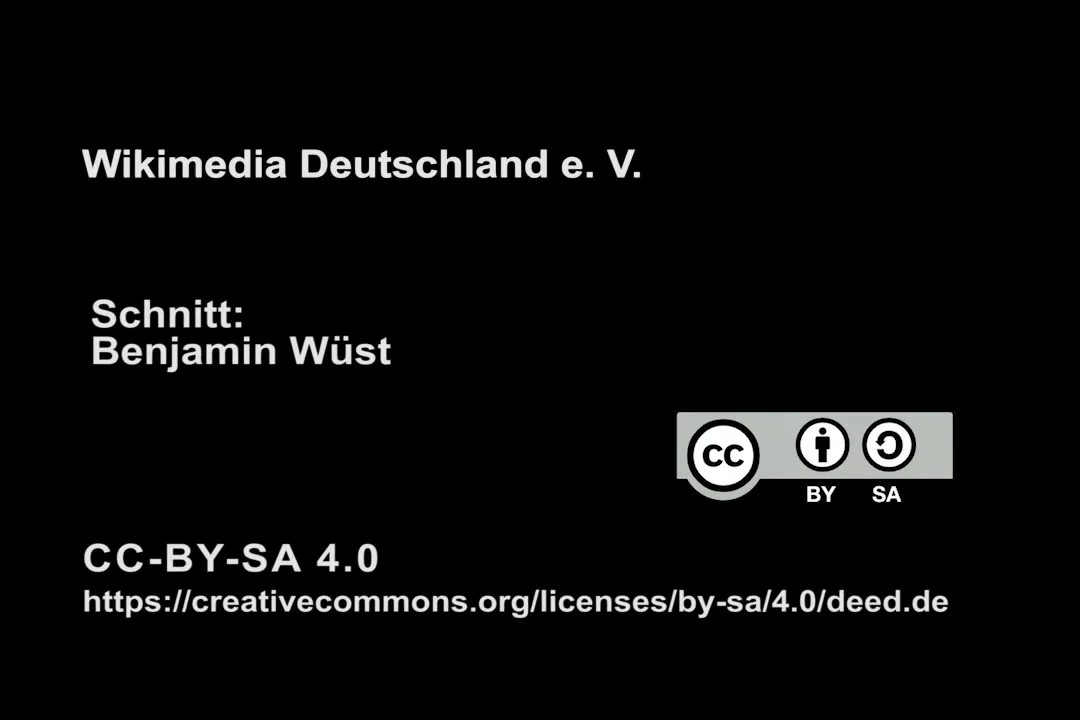 Wikimedia Deutschland e. V.
Schnitt:
Benjamin Wüst
CC
BY SA
CC-BY-SA 4.0
https://creativecommons.org/licenses/by-sa/4.0/deed.de